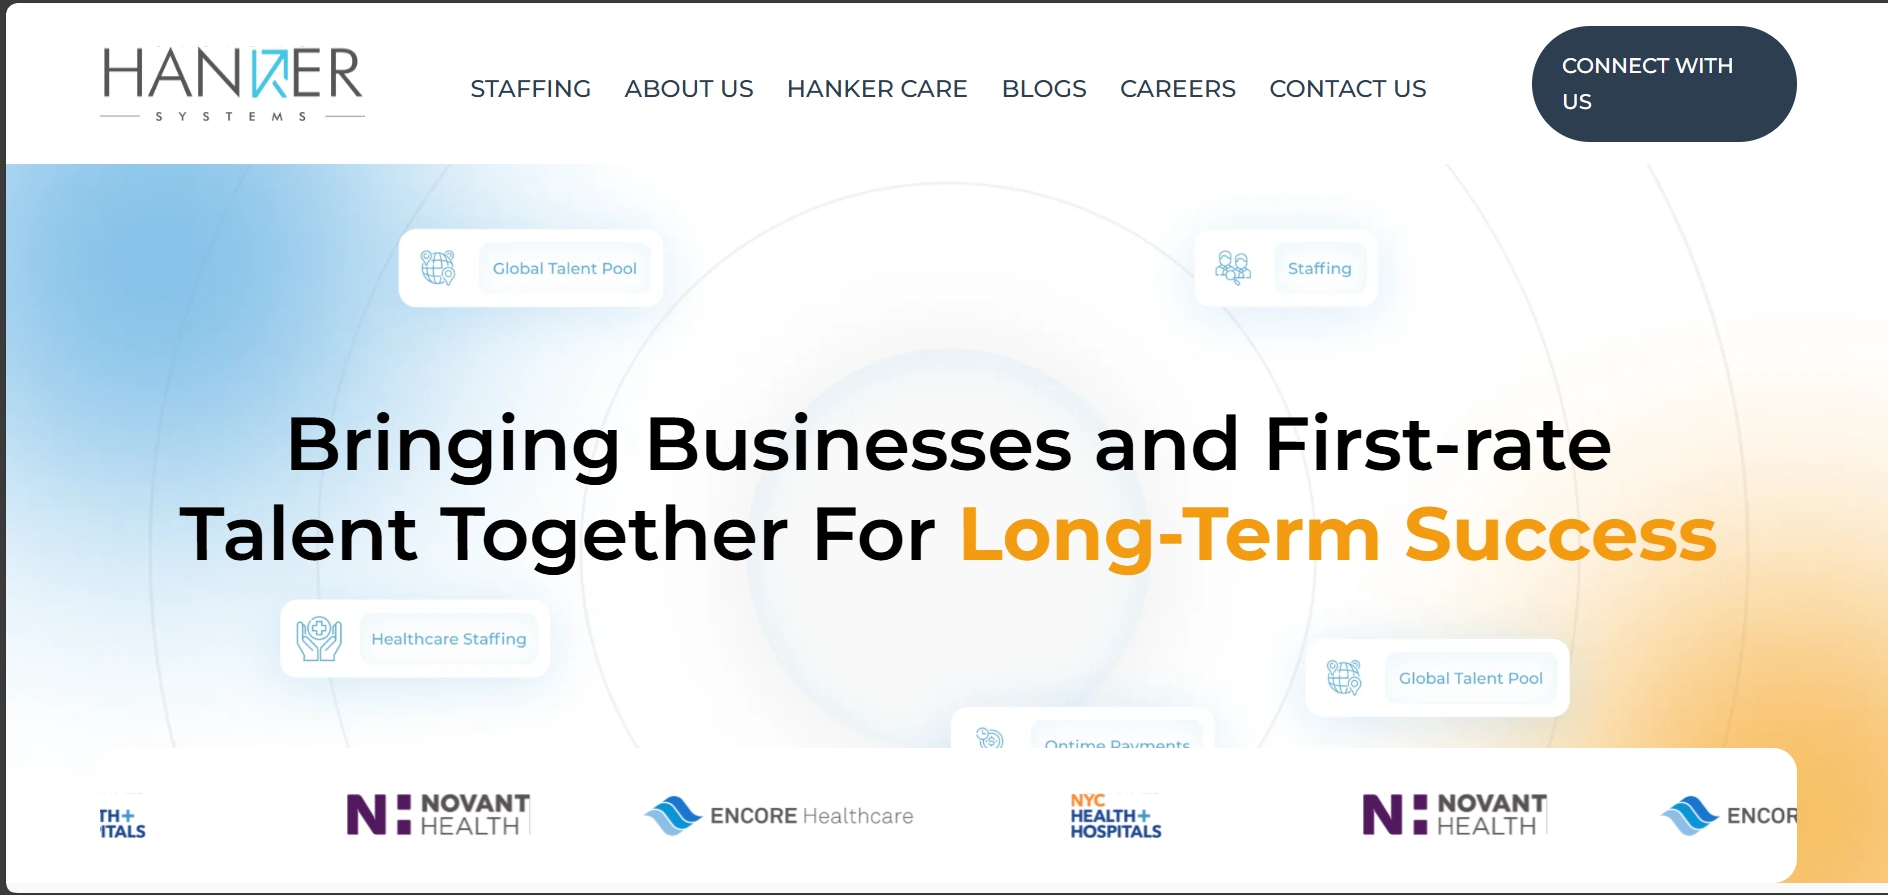 HANKER
SYSTEMS
STAFFING ABOUT US HANKER CARE BLOGS CAREERS CONTACT US
CONNECT WITH
US
Global Talent Pool
Staffing
Bringing Businesses and First-rate
Talent Together For Long-Term Success
Healthcare Staffing
Global Talent Pool
Ontime Payments
TH+
ITALS
NOVANT
HEALTH
ENCORE Healthcare
NYC
HEALTH+
HOSPITALS
NOVANT
HEALTH
ENCOR